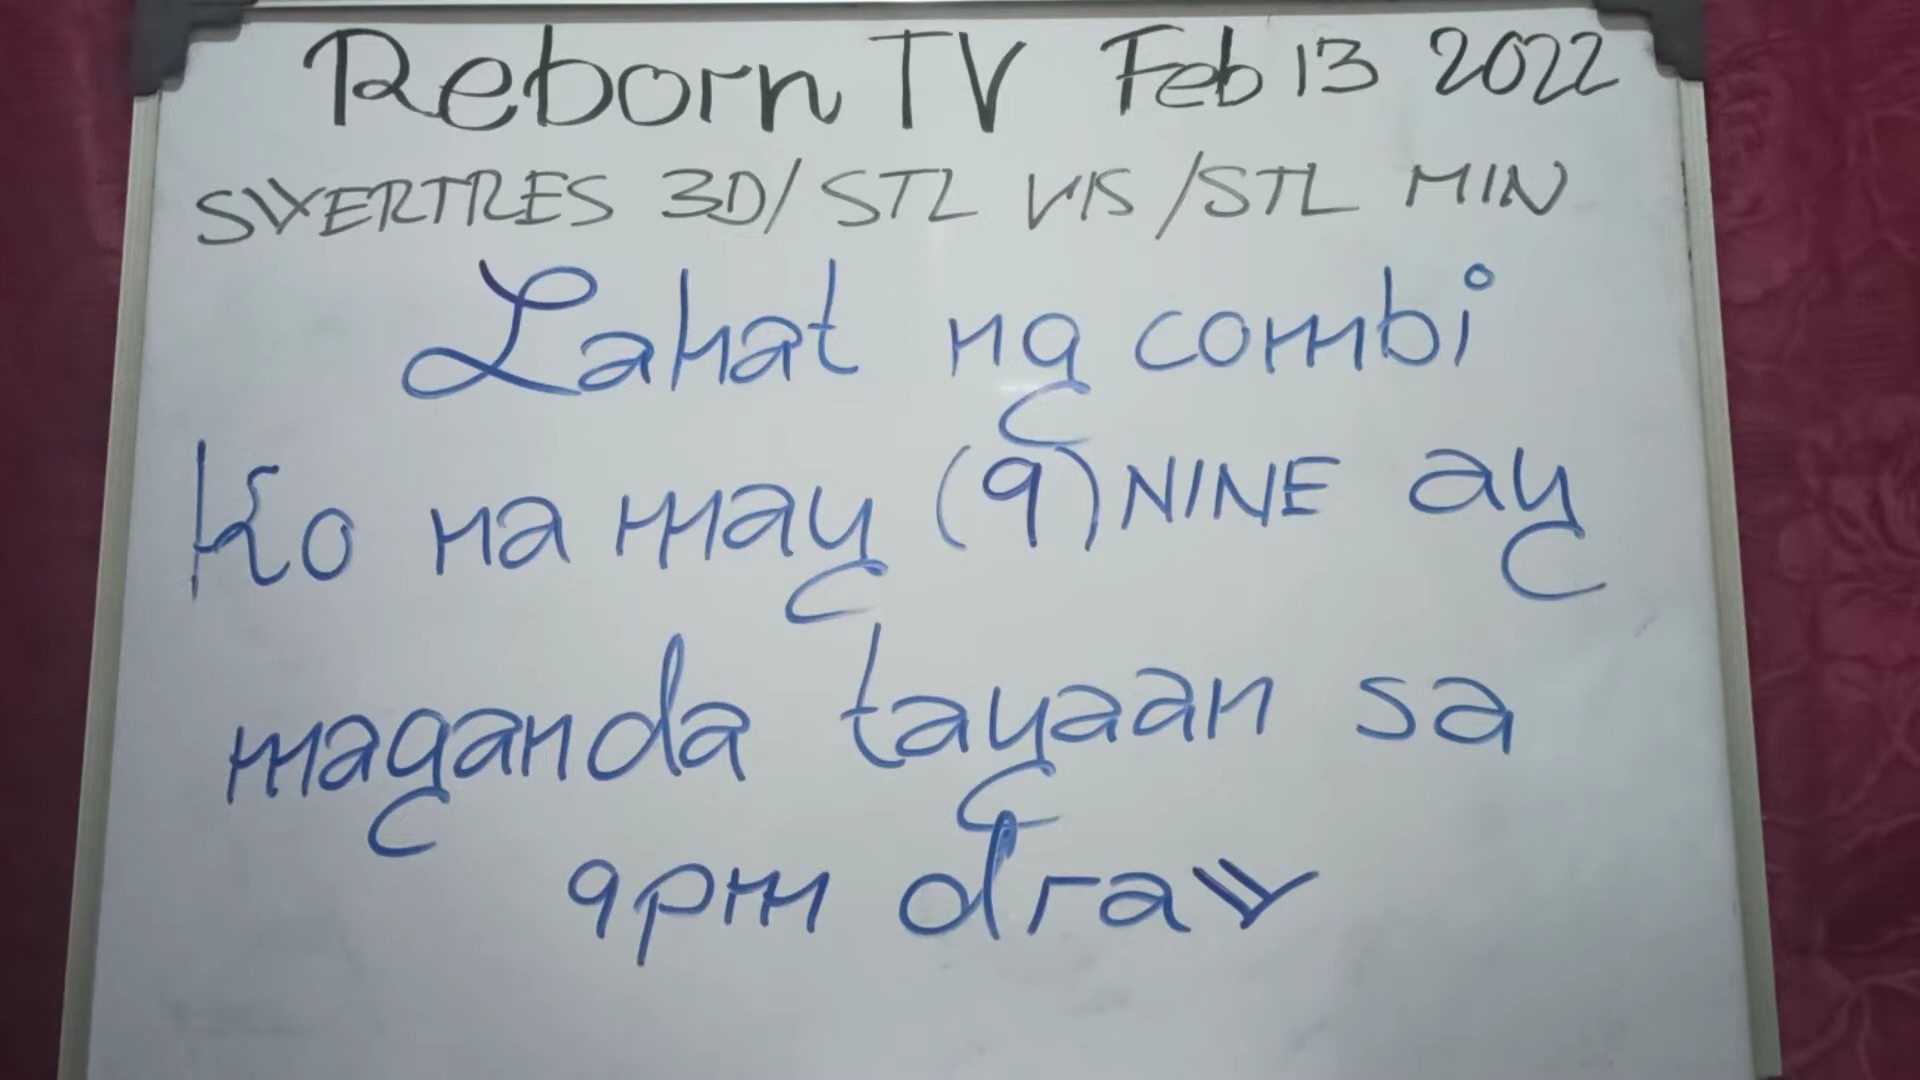 Reborn TV Feb 13 2022
SWERTRES 3D/STL VIS/STL MIN
Lahat ng combi
Ko na may (9) NINE ay
maganda tayaan sa
9pm draw